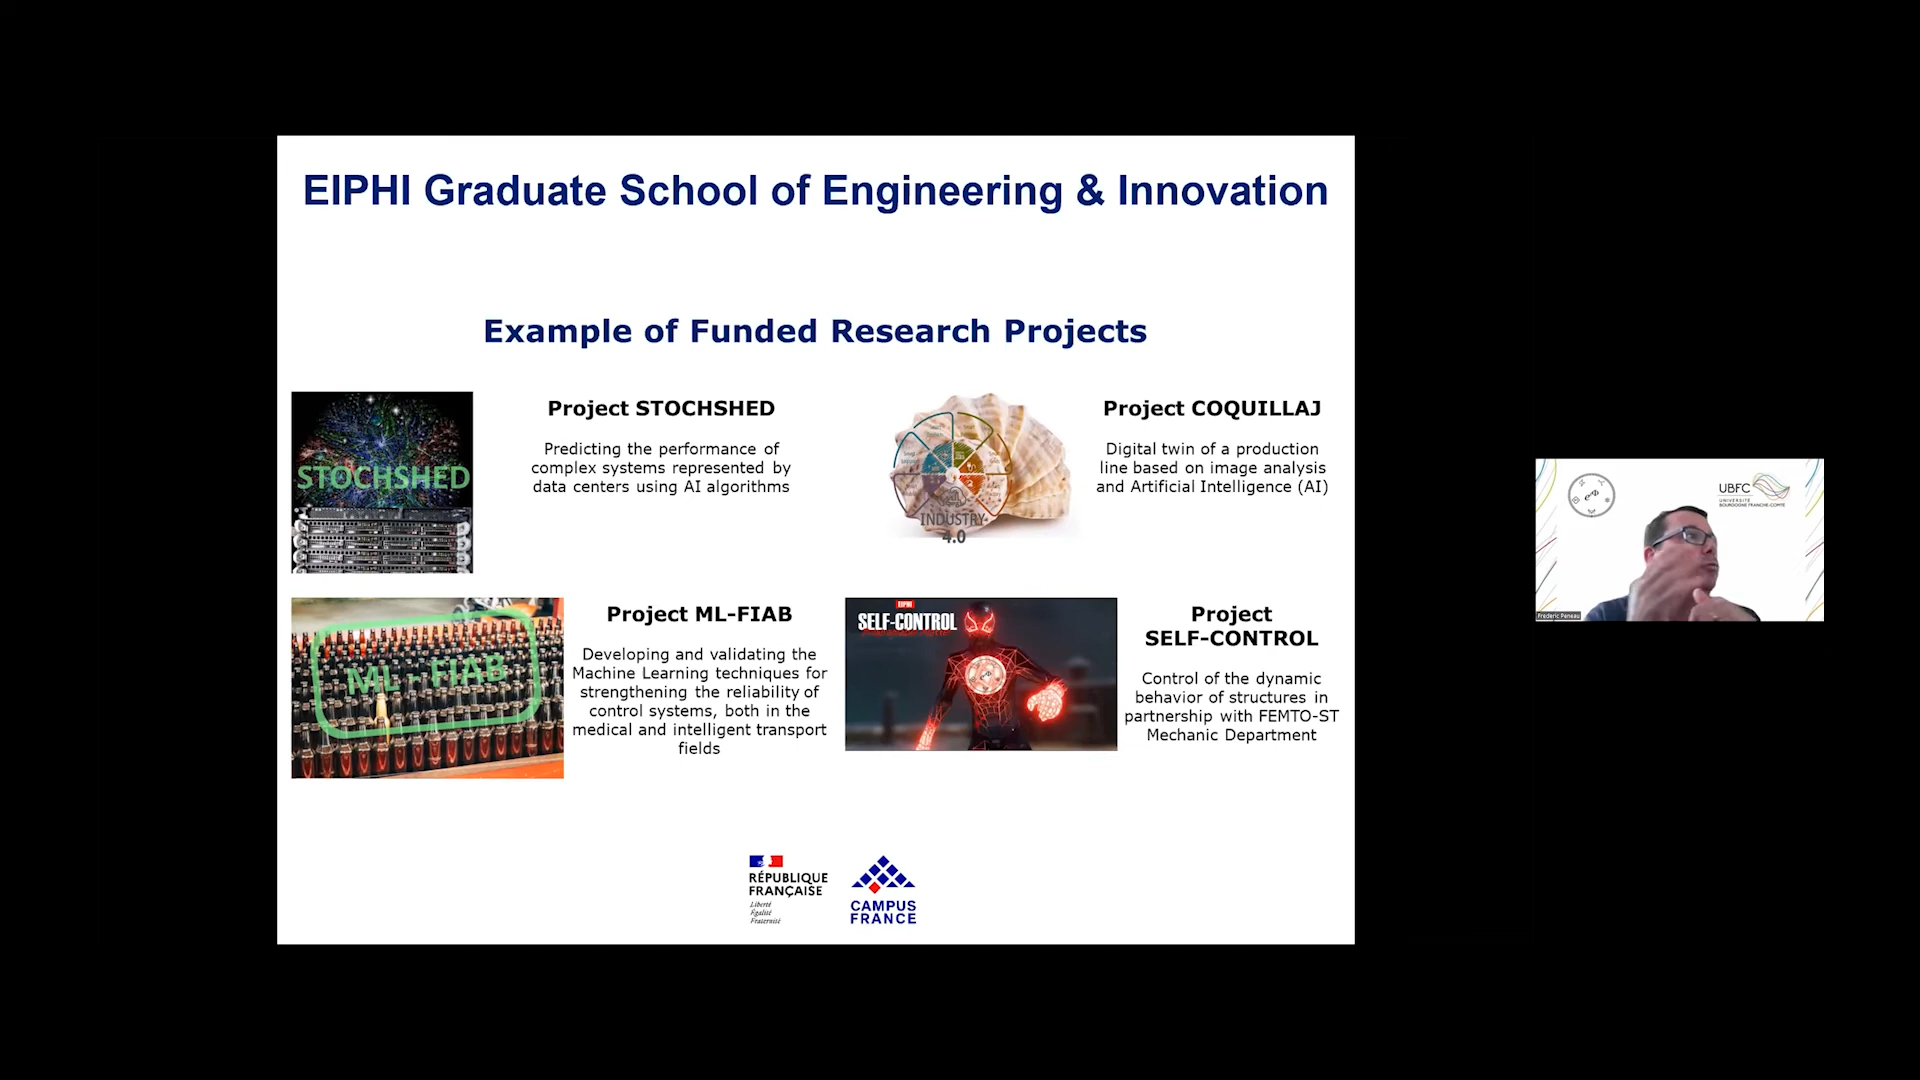 EIPHI Graduate School of Engineering & Innovation
Example of Funded Research Projects
STOCHSHED
Project STOCHSHED
Predicting the performance of
complex systems represented by
data centers using AI algorithms
INDUSTRY
4.0
Project COQUILLAJ
Digital twin of a production
line based on image analysis
and Artificial Intelligence (AI)
ML - FIAB
Project ML-FIAB
Developing and validating the
Machine Learning techniques for
strengthening the reliability of
control systems, both in the
medical and intelligent transport
fields
EIPHI
SELF-CONTROL
Project
SELF-CONTROL
Control of the dynamic
behavior of structures in
partnership with FEMTO-ST
Mechanic Department
RÉPUBLIQUE
FRANÇAISE
Liberté
Égalité
Fraternité
CAMPUS
FRANCE
UBFC
UNIVERSITÉ
BOURGOGNE FRANCHE-COMTÉ
Frederic Peneau